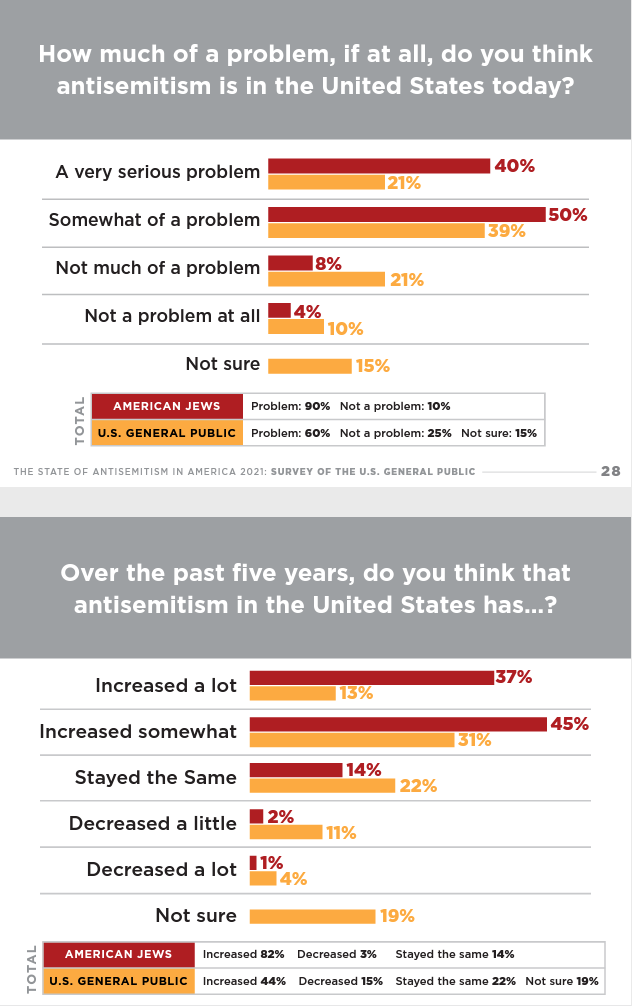 How much of a problem, if at all, do you think
antisemitism is in the United States today?
A very serious problem
40%
21%
Somewhat of a problem
50%
39%
Not much of a problem
8%
21%
Not a problem at all
4%
10%
Not sure
15%
TOTAL
AMERICAN JEWS Problem: 90% Not a problem: 10%
U.S. GENERAL PUBLIC Problem: 60% Not a problem: 25% Not sure: 15%
THE STATE OF ANTISEMITISM IN AMERICA 2021: SURVEY OF THE U.S. GENERAL PUBLIC 28
Over the past five years, do you think that
antisemitism in the United States has...?
Increased a lot
37%
13%
Increased somewhat
45%
31%
Stayed the Same
14%
22%
Decreased a little
2%
11%
Decreased a lot
1%
4%
Not sure
19%
TOTAL
AMERICAN JEWS Increased 82% Decreased 3% Stayed the same 14%
U.S. GENERAL PUBLIC Increased 44% Decreased 15% Stayed the same 22% Not sure 19%